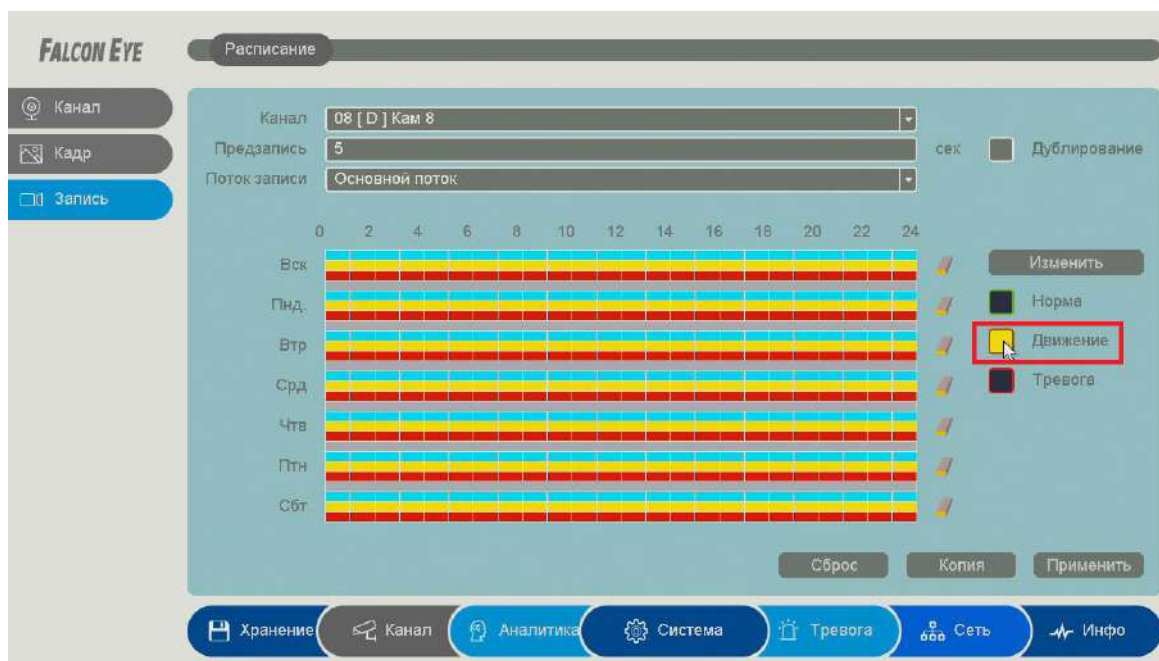 FALCON EYE
Расписание
Канал
Кадр
Запись
Канал 08 [ D ] Кам 8
Предзапись 5 сек Дублирование
Поток записи Основной поток
0 2 4 6 8 10 12 14 16 18 20 22 24
Вск
Пнд.
Втр
Срд
Чтв
Птн
Сбт
Изменить
Норма
Движение
Тревога
Сброс Копия Применить
Хранение Канал Аналитика Система Тревога Сеть Инфо